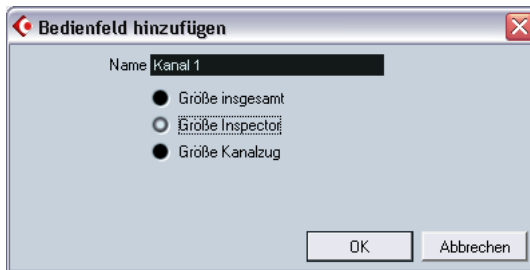 Bedienfeld hinzufügen
Name Kanal 1
Größe insgesamt
Größe Inspector
Größe Kanalzug
OK Abbrechen